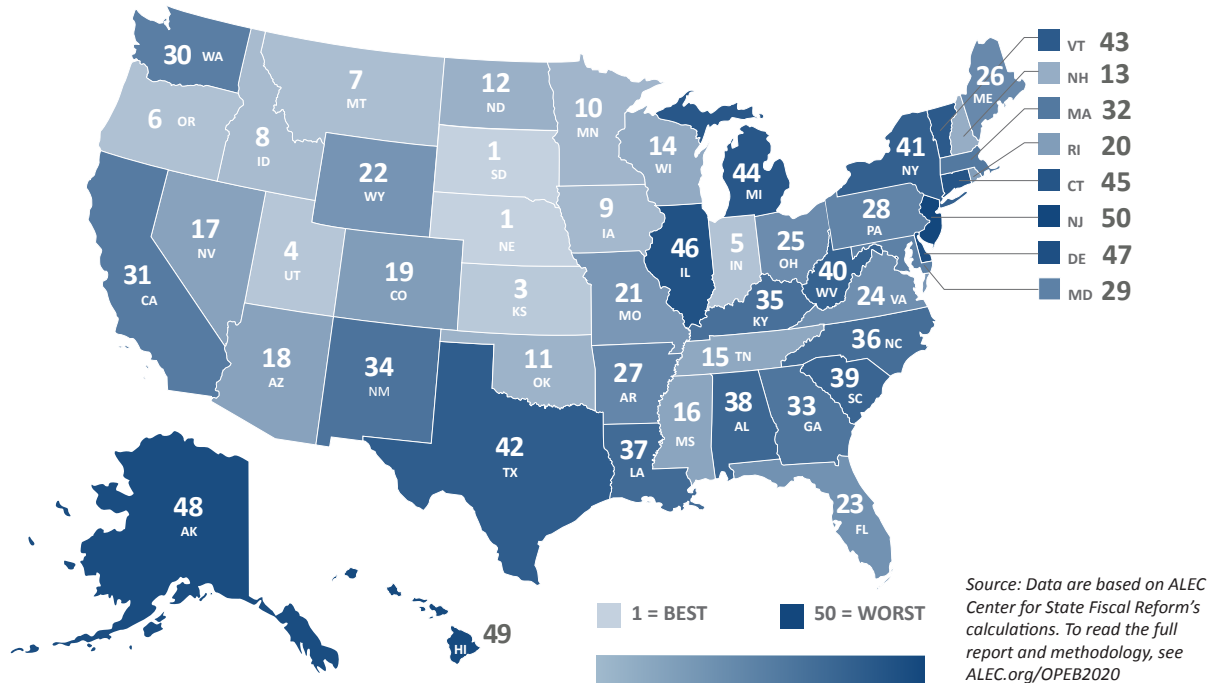 30 WA
7
MT
12
ND
10
MN
26
ME
VT 43
NH 13
MA 32
RI 20
CT 45
NJ 50
DE 47
MD 29
6 OR
8
ID
1
SD
14
WI
44
MI
41
NY
22
WY
9
IA
28
PA
17
NV
4
UT
1
NE
46
IL
5
IN
25
OH
31
CA
19
CO
3
KS
21
MO
40
WV
35
KY
24 VA
36 NC
18
AZ
34
NM
11
OK
27
AR
15 TN
39
SC
16
MS
38
AL
33
GA
42
TX
37
LA
23
FL
48
AK
HI 49
1 = BEST
50 = WORST
Source: Data are based on ALEC
Center for State Fiscal Reform's
calculations. To read the full
report and methodology, see
ALEC.org/OPEB2020